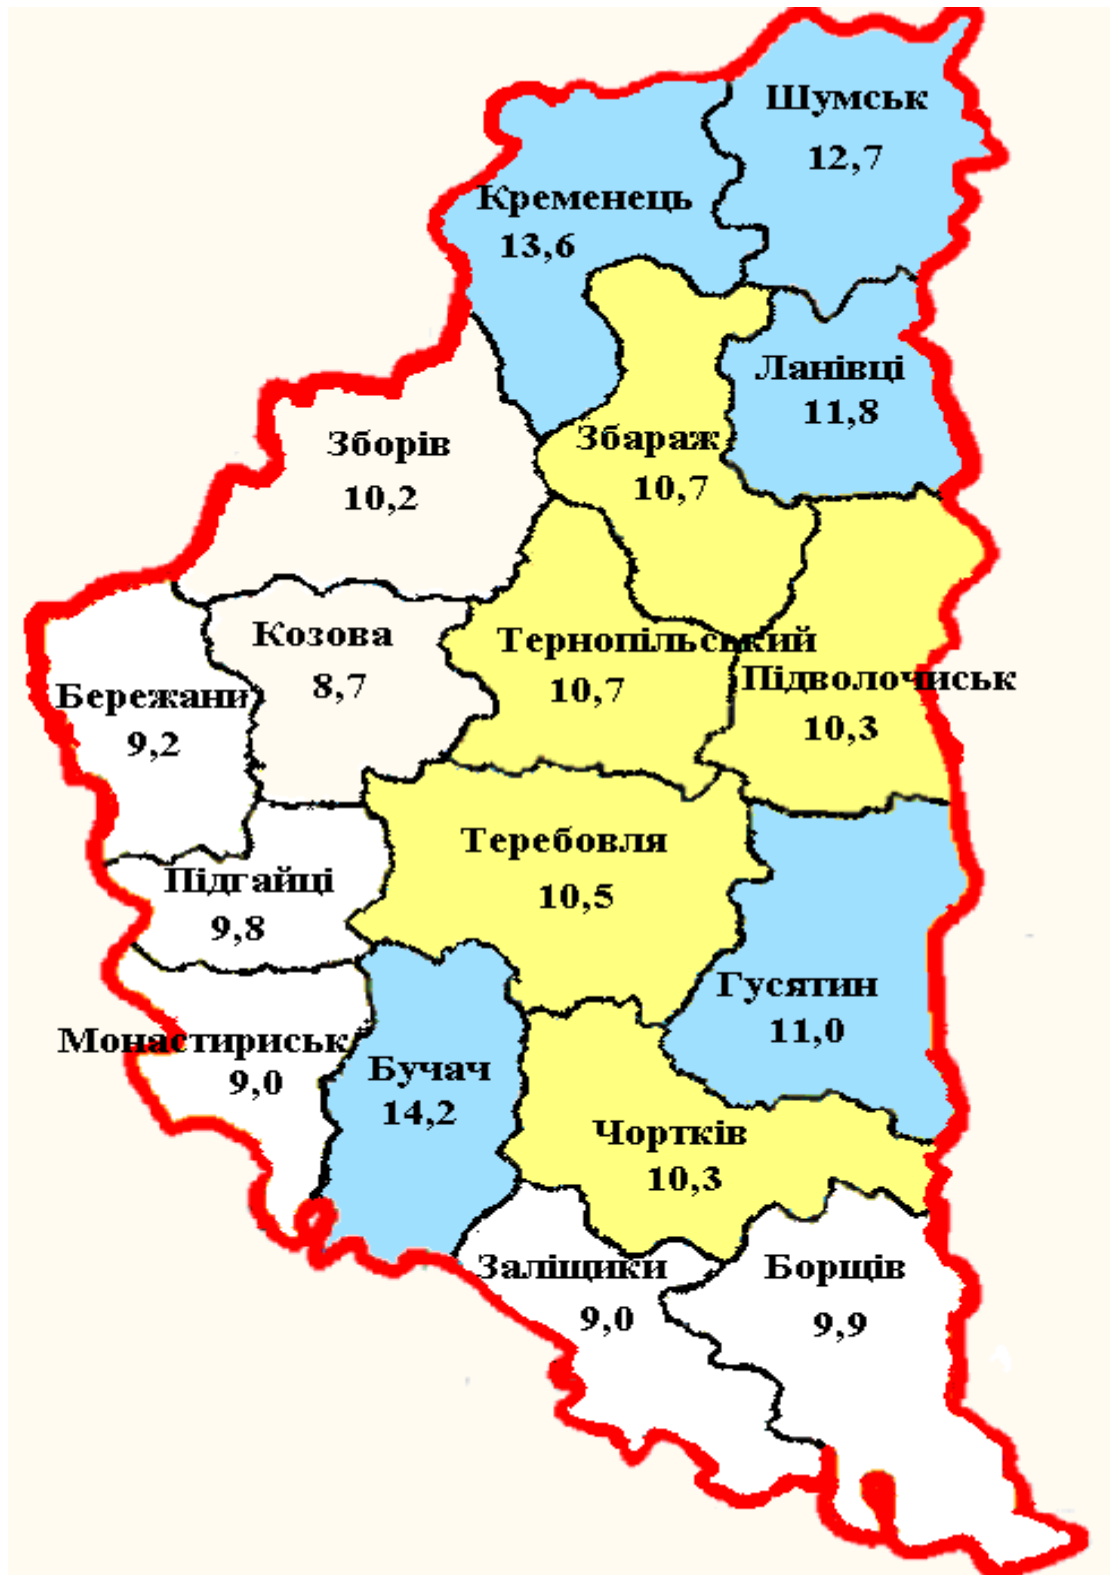 Шумськ
12,7
Кременець
13,6
Ланівці
11,8
Зборів
10,2
Збараж
10,7
Козова
8,7
Тернопільський
10,7
Підволочиськ
10,3
Бережани
9,2
Теребовля
10,5
Підгайці
9,8
Гусятин
11,0
Монастириськ
9,0
Бучач
14,2
Чортків
10,3
Заліщики
9,0
Борщів
9,9